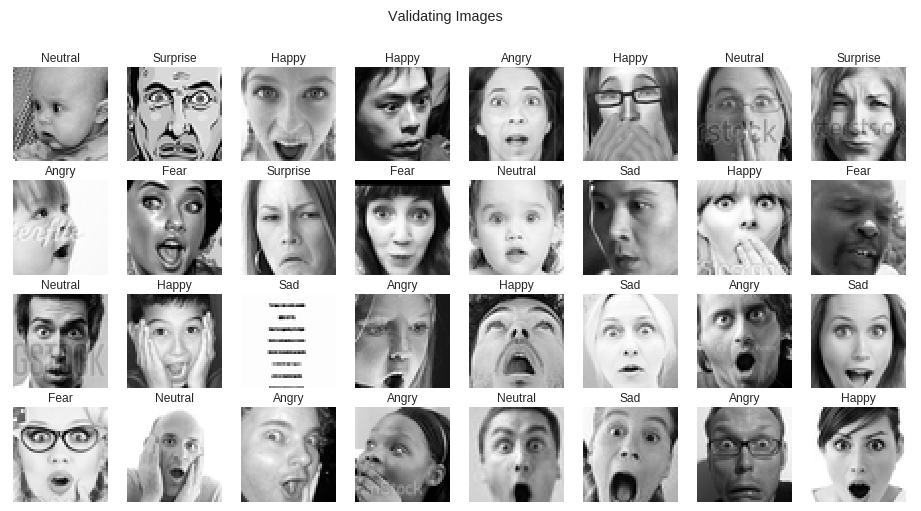 Validating Images
Neutral Surprise Happy Happy Angry Happy Neutral Surprise
Angry Fear Surprise Fear Neutral Sad Happy Fear
Neutral Happy Sad Angry Happy Sad Angry Sad
Fear Neutral Angry Angry Neutral Sad Angry Happy